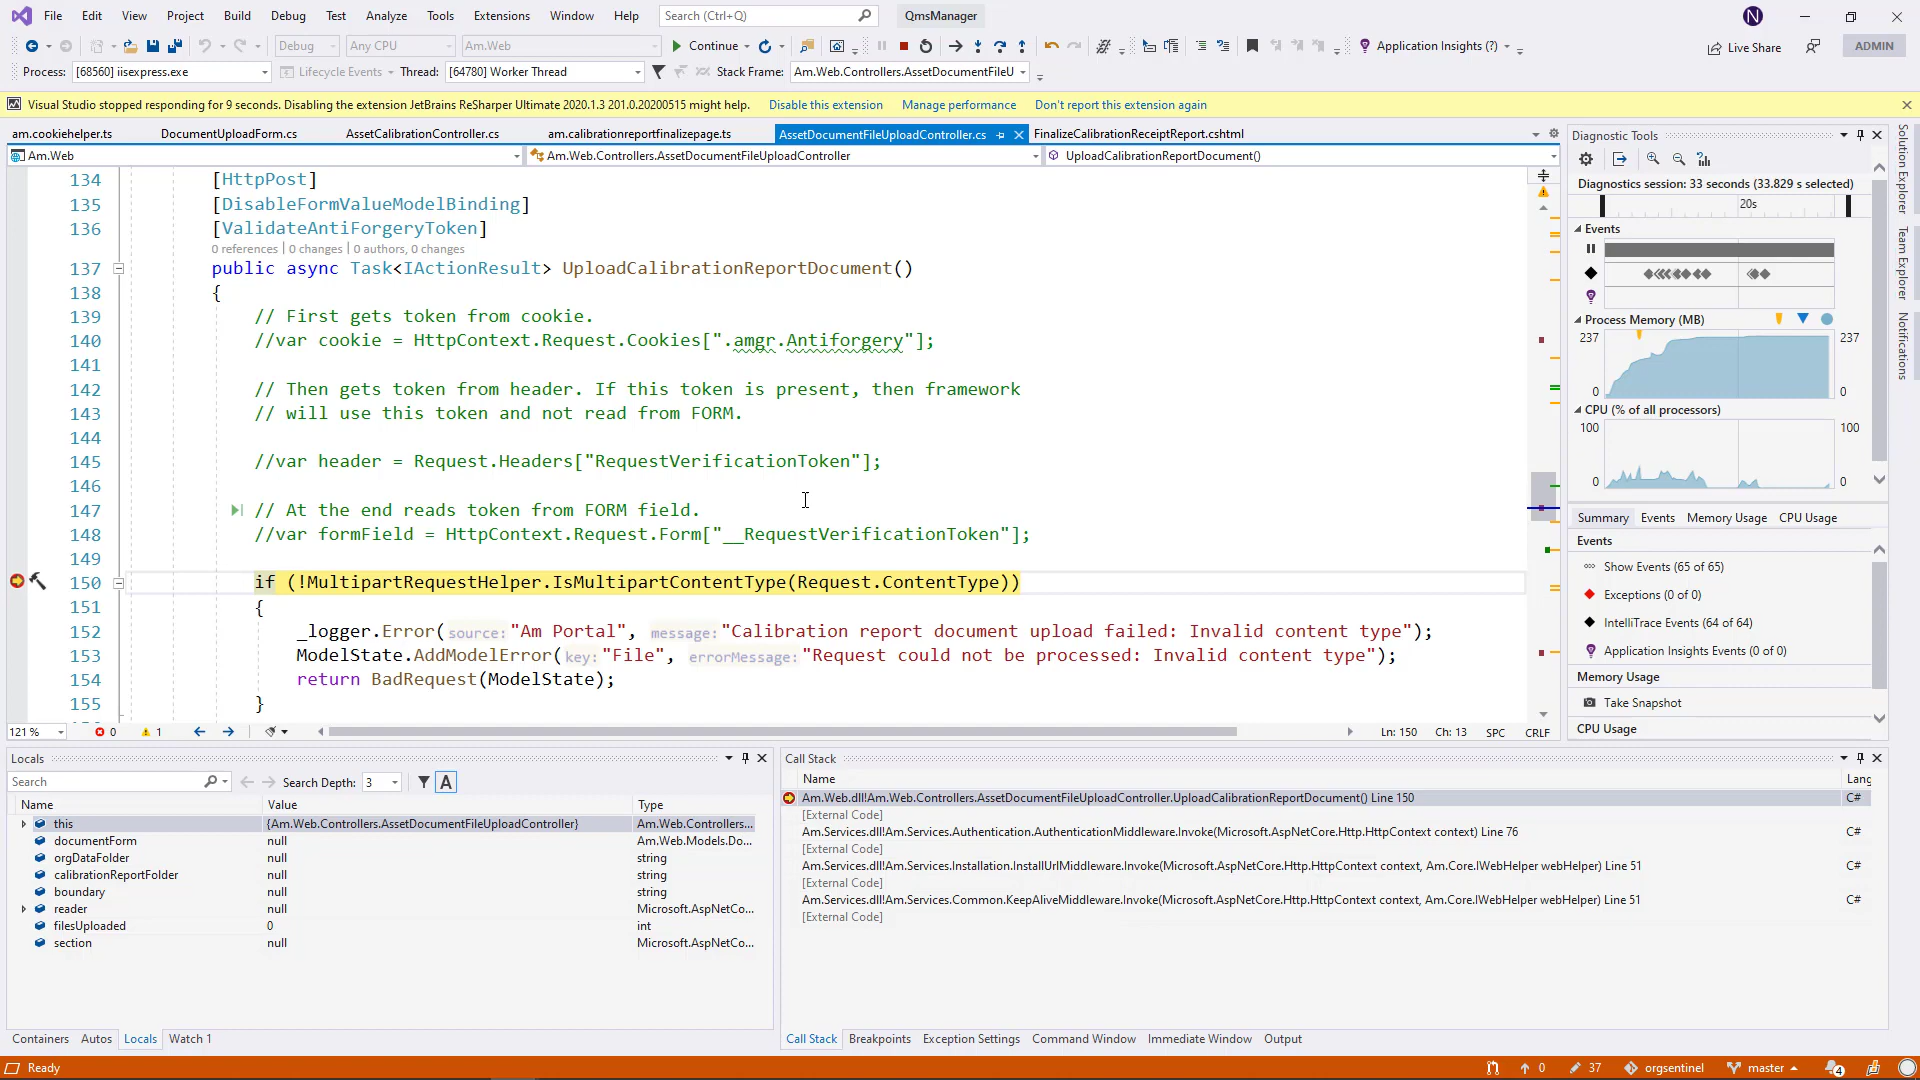 File Edit View Project Build Debug Test Analyze Tools Extensions Window Help Search (Ctrl+Q) QmsManager N
Debug Any CPU Am.Web Continue Application Insights (?) Live Share ADMIN
Process: [68560] iisexpress.exe Lifecycle Events Thread: [64780] Worker Thread Stack Frame: Am.Web.Controllers.AssetDocumentFileU
Visual Studio stopped responding for 9 seconds. Disabling the extension JetBrains ReSharper Ultimate 2020.1.3 201.0.20200515 might help. Disable this extension Manage performance Don't report this extension again
am.cookiehelper.ts DocumentUploadForm.cs AssetCalibrationController.cs am.calibrationreportfinalizepage.ts AssetDocumentFileUploadController.cs FinalizeCalibrationReceiptReport.cshtml
Am.Web Am.Web.Controllers.AssetDocumentFileUploadController UploadCalibrationReportDocument()
134 [HttpPost]
135 [DisableFormValueModelBinding]
136 [ValidateAntiForgeryToken]
0 references | 0 changes | 0 authors, 0 changes
137 public async Task<IActionResult> UploadCalibrationReportDocument()
138 {
139 // First gets token from cookie.
140 //var cookie = HttpContext.Request.Cookies[".amgr.Antiforgery"];
141
142 // Then gets token from header. If this token is present, then framework
143 // will use this token and not read from FORM.
144
145 //var header = Request.Headers["RequestVerificationToken"];
146
147 // At the end reads token from FORM field.
148 //var formField = HttpContext.Request.Form["__RequestVerificationToken"];
149
150 if (!MultipartRequestHelper.IsMultipartContentType(Request.ContentType))
151 {
152 _logger.Error(source:"Am Portal", message:"Calibration report document upload failed: Invalid content type");
153 ModelState.AddModelError(key:"File", errorMessage:"Request could not be processed: Invalid content type");
154 return BadRequest(ModelState);
155 }
121 % 0 1 Ln: 150 Ch: 13 SPC CRLF
Diagnostic Tools
Diagnostics session: 33 seconds (33.829 s selected)
20s
Events
Process Memory (MB)
237 237
0 0
CPU (% of all processors)
100 100
0 0
Summary Events Memory Usage CPU Usage
Events
Show Events (65 of 65)
Exceptions (0 of 0)
IntelliTrace Events (64 of 64)
Application Insights Events (0 of 0)
Memory Usage
Take Snapshot
CPU Usage
Solution Explorer
Team Explorer
Notifications
Locals
Search Search Depth: 3 A
Name Value Type
this {Am.Web.Controllers.AssetDocumentFileUploadController} Am.Web.Controllers...
documentForm null Am.Web.Models.Do...
orgDataFolder null string
calibrationReportFolder null string
boundary null string
reader null Microsoft.AspNetCo...
filesUploaded 0 int
section null Microsoft.AspNetCo...
Containers Autos Locals Watch 1
Call Stack
Name Lang
Am.Web.dll!Am.Web.Controllers.AssetDocumentFileUploadController.UploadCalibrationReportDocument() Line 150 C#
[External Code]
Am.Services.dll!Am.Services.Authentication.AuthenticationMiddleware.Invoke(Microsoft.AspNetCore.Http.HttpContext context) Line 76 C#
[External Code]
Am.Services.dll!Am.Services.Installation.InstallUrlMiddleware.Invoke(Microsoft.AspNetCore.Http.HttpContext context, Am.Core.IWebHelper webHelper) Line 51 C#
[External Code]
Am.Services.dll!Am.Services.Common.KeepAliveMiddleware.Invoke(Microsoft.AspNetCore.Http.HttpContext context, Am.Core.IWebHelper webHelper) Line 51 C#
[External Code]
Call Stack Breakpoints Exception Settings Command Window Immediate Window Output
Ready 0 37 orgsentinel master 4